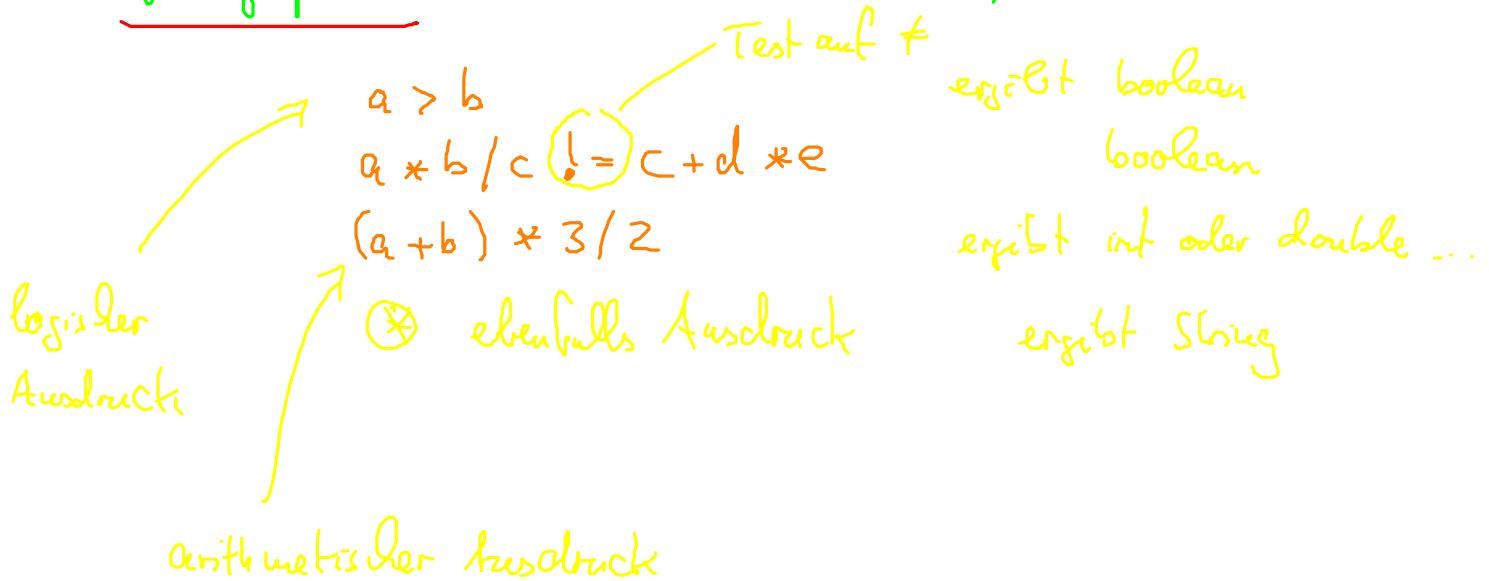 Test auf ≠
a > b ergibt boolean
a * b / c != c + d * e boolean
(a + b) * 3 / 2 ergibt int oder double ...
logischer
Ausdruck
* ebenfalls Ausdruck ergibt String
arithmetischer Ausdruck